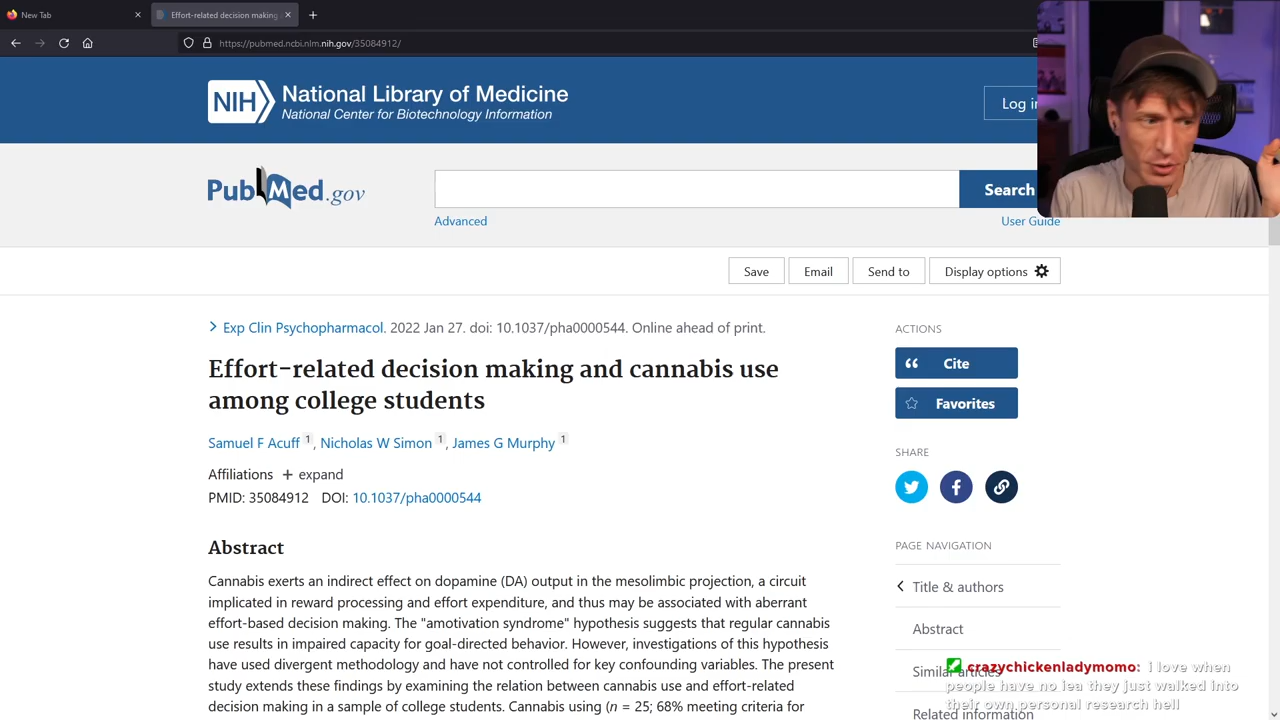 New Tab
Effort-related decision making
https://pubmed.ncbi.nlm.nih.gov/35084912/
NIH National Library of Medicine
National Center for Biotechnology Information
Log in
PubMed.gov
Search
Advanced
User Guide
Save
Email
Send to
Display options
Exp Clin Psychopharmacol. 2022 Jan 27. doi: 10.1037/pha0000544. Online ahead of print.
Effort-related decision making and cannabis use
among college students
Samuel F Acuff 1, Nicholas W Simon 1, James G Murphy 1
Affiliations + expand
PMID: 35084912 DOI: 10.1037/pha0000544
Abstract
Cannabis exerts an indirect effect on dopamine (DA) output in the mesolimbic projection, a circuit
implicated in reward processing and effort expenditure, and thus may be associated with aberrant
effort-based decision making. The "amotivation syndrome" hypothesis suggests that regular cannabis
use results in impaired capacity for goal-directed behavior. However, investigations of this hypothesis
have used divergent methodology and have not controlled for key confounding variables. The present
study extends these findings by examining the relation between cannabis use and effort-related
decision making in a sample of college students. Cannabis using (n = 25; 68% meeting criteria for
ACTIONS
Cite
Favorites
SHARE
PAGE NAVIGATION
Title & authors
Abstract
Similar articles
Related information
crazychickenladymomo: i love when
people have no iea they just walked into
their own personal research hell